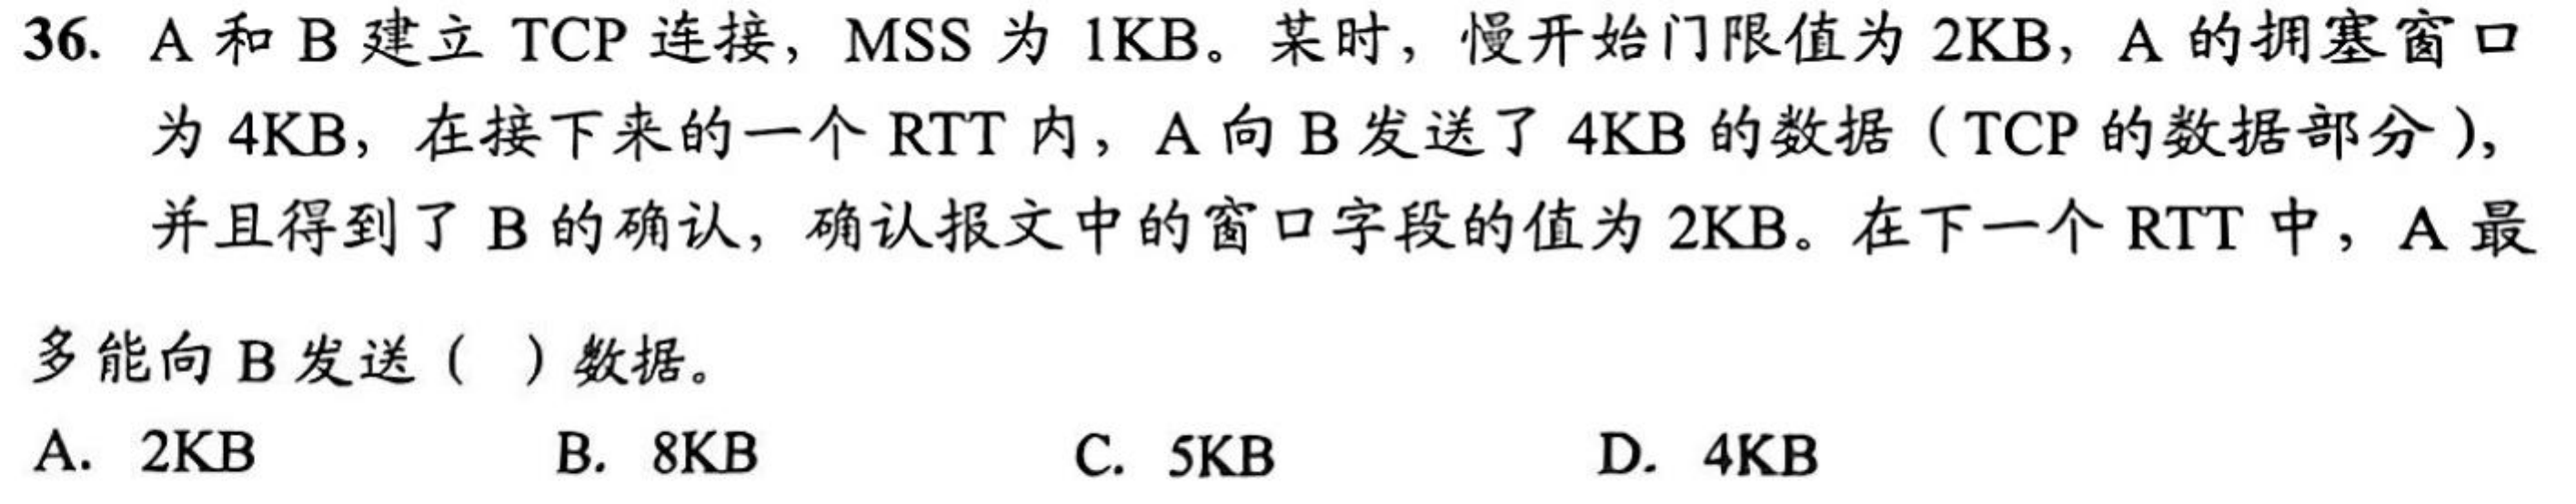 36. A 和 B 建立 TCP 连接，MSS 为 1KB。某时，慢开始门限值为 2KB，A 的拥塞窗口
为 4KB，在接下来的一个 RTT 内，A 向 B 发送了 4KB 的数据（TCP 的数据部分），
并且得到了 B 的确认，确认报文中的窗口字段的值为 2KB。在下一个 RTT 中，A 最
多能向 B 发送（ ）数据。
A. 2KB B. 8KB C. 5KB D. 4KB